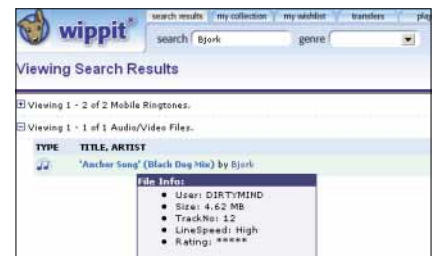 search results my collection my wishlist transfers play
wippit
search Bjork genre
Viewing Search Results
Viewing 1 - 2 of 2 Mobile Ringtones.
Viewing 1 - 1 of 1 Audio/Video Files.
TYPE TITLE, ARTIST
'Anchor Song' (Black Dog Mix) by Bjork
File Info:
• User: DIRTYMIND
• Size: 4.62 MB
• TrackNo: 12
• LineSpeed: High
• Rating: *****